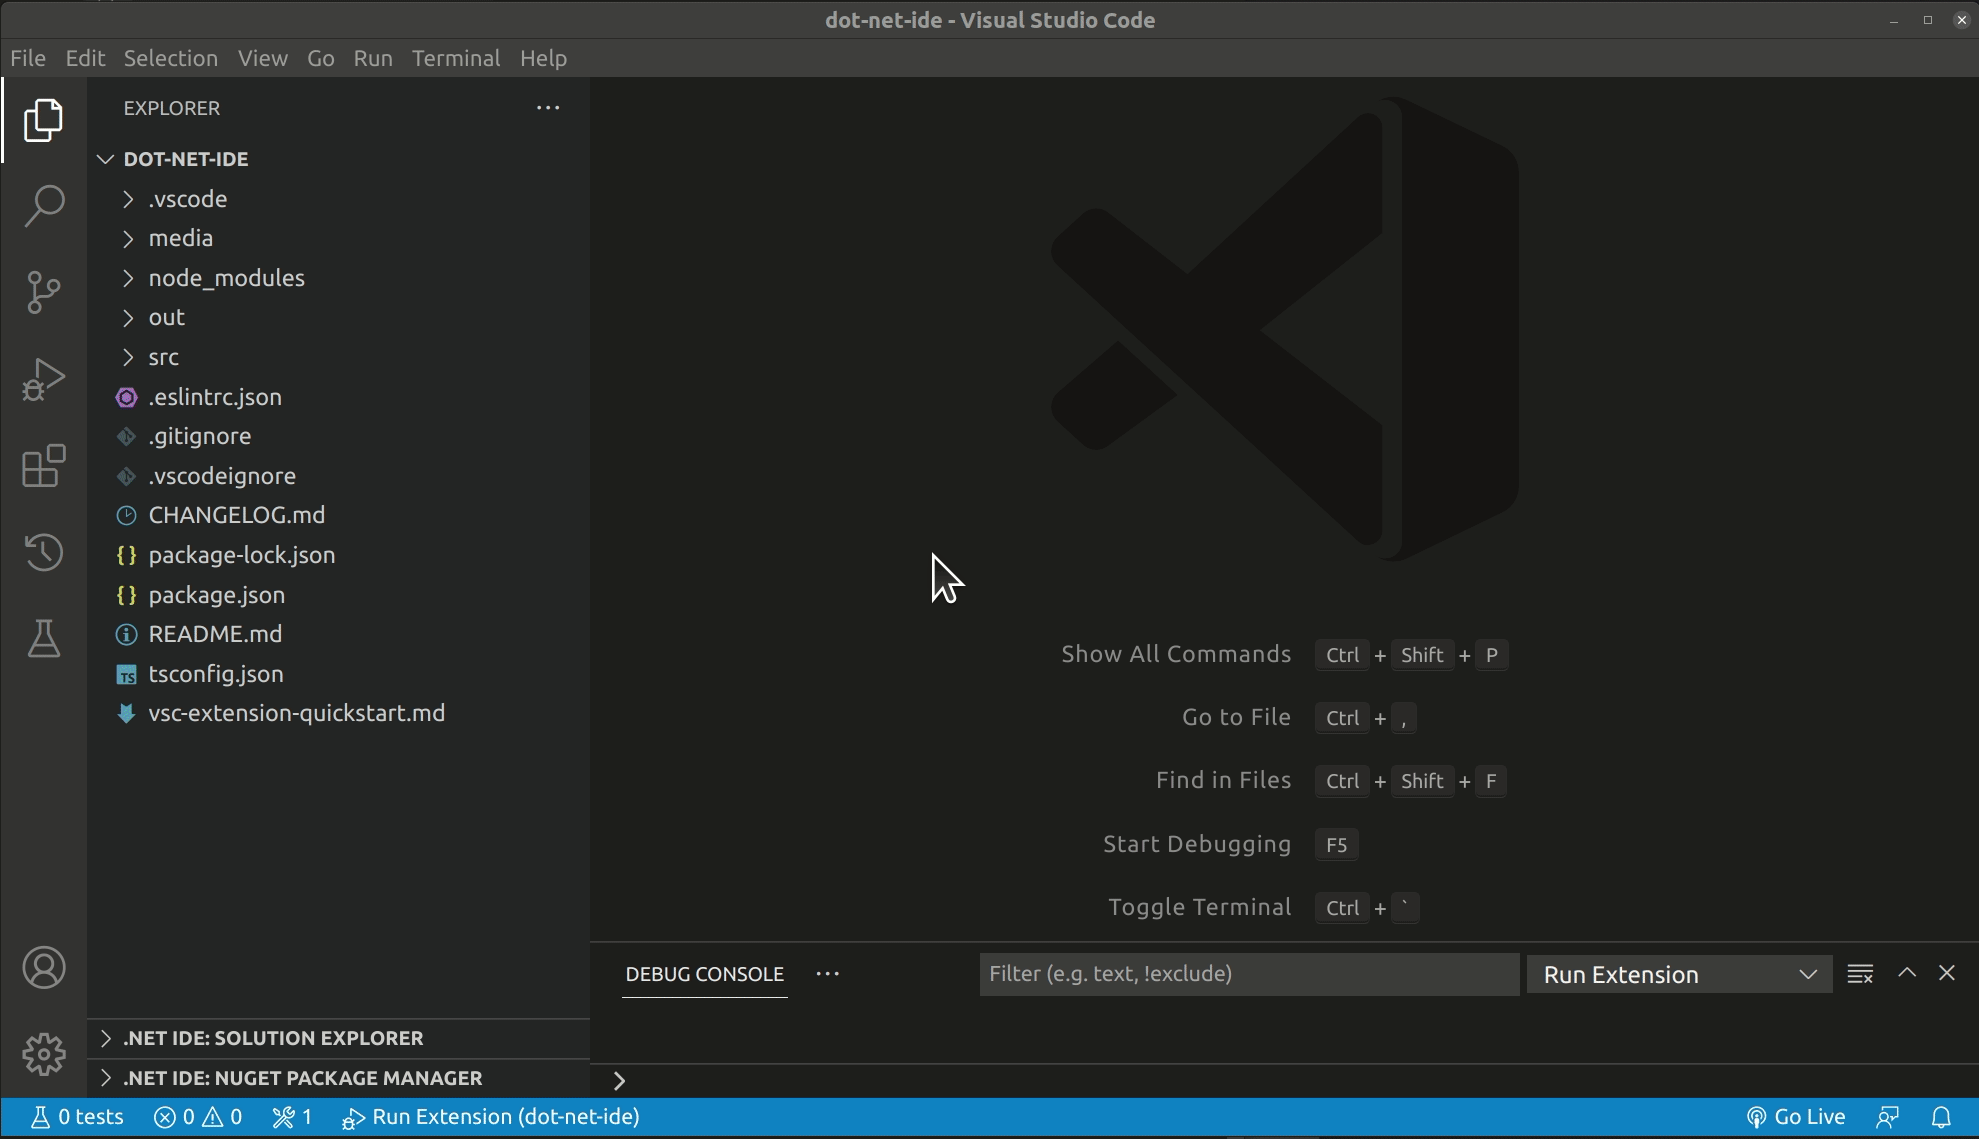 dot-net-ide - Visual Studio Code
File Edit Selection View Go Run Terminal Help
EXPLORER
DOT-NET-IDE
.vscode
media
node_modules
out
src
.eslintrc.json
.gitignore
.vscodeignore
CHANGELOG.md
{} package-lock.json
{} package.json
README.md
TS tsconfig.json
vsc-extension-quickstart.md
.NET IDE: SOLUTION EXPLORER
.NET IDE: NUGET PACKAGE MANAGER
Show All Commands Ctrl + Shift + P
Go to File Ctrl + ,
Find in Files Ctrl + Shift + F
Start Debugging F5
Toggle Terminal Ctrl + `
DEBUG CONSOLE ··· Filter (e.g. text, !exclude) Run Extension
0 tests 0 0 1 Run Extension (dot-net-ide) Go Live